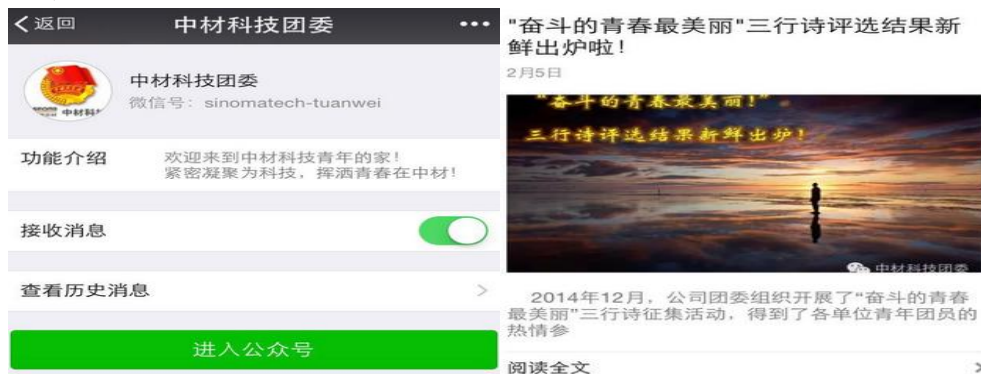 返回
中材科技团委
中材科技团委
微信号：sinomatech-tuanwei
功能介绍
欢迎来到中材科技青年的家！
紧密凝聚为科技，挥洒青春在中材！
接收消息
查看历史消息
进入公众号
"奋斗的青春最美丽"三行诗评选结果新
鲜出炉啦！
2月5日
"奋斗的青春最美丽！"
三行诗评选结果新鲜出炉！
中材科技团委
2014年12月，公司团委组织开展了“奋斗的青春
最美丽”三行诗征集活动，得到了各单位青年团员的
热情参
阅读全文